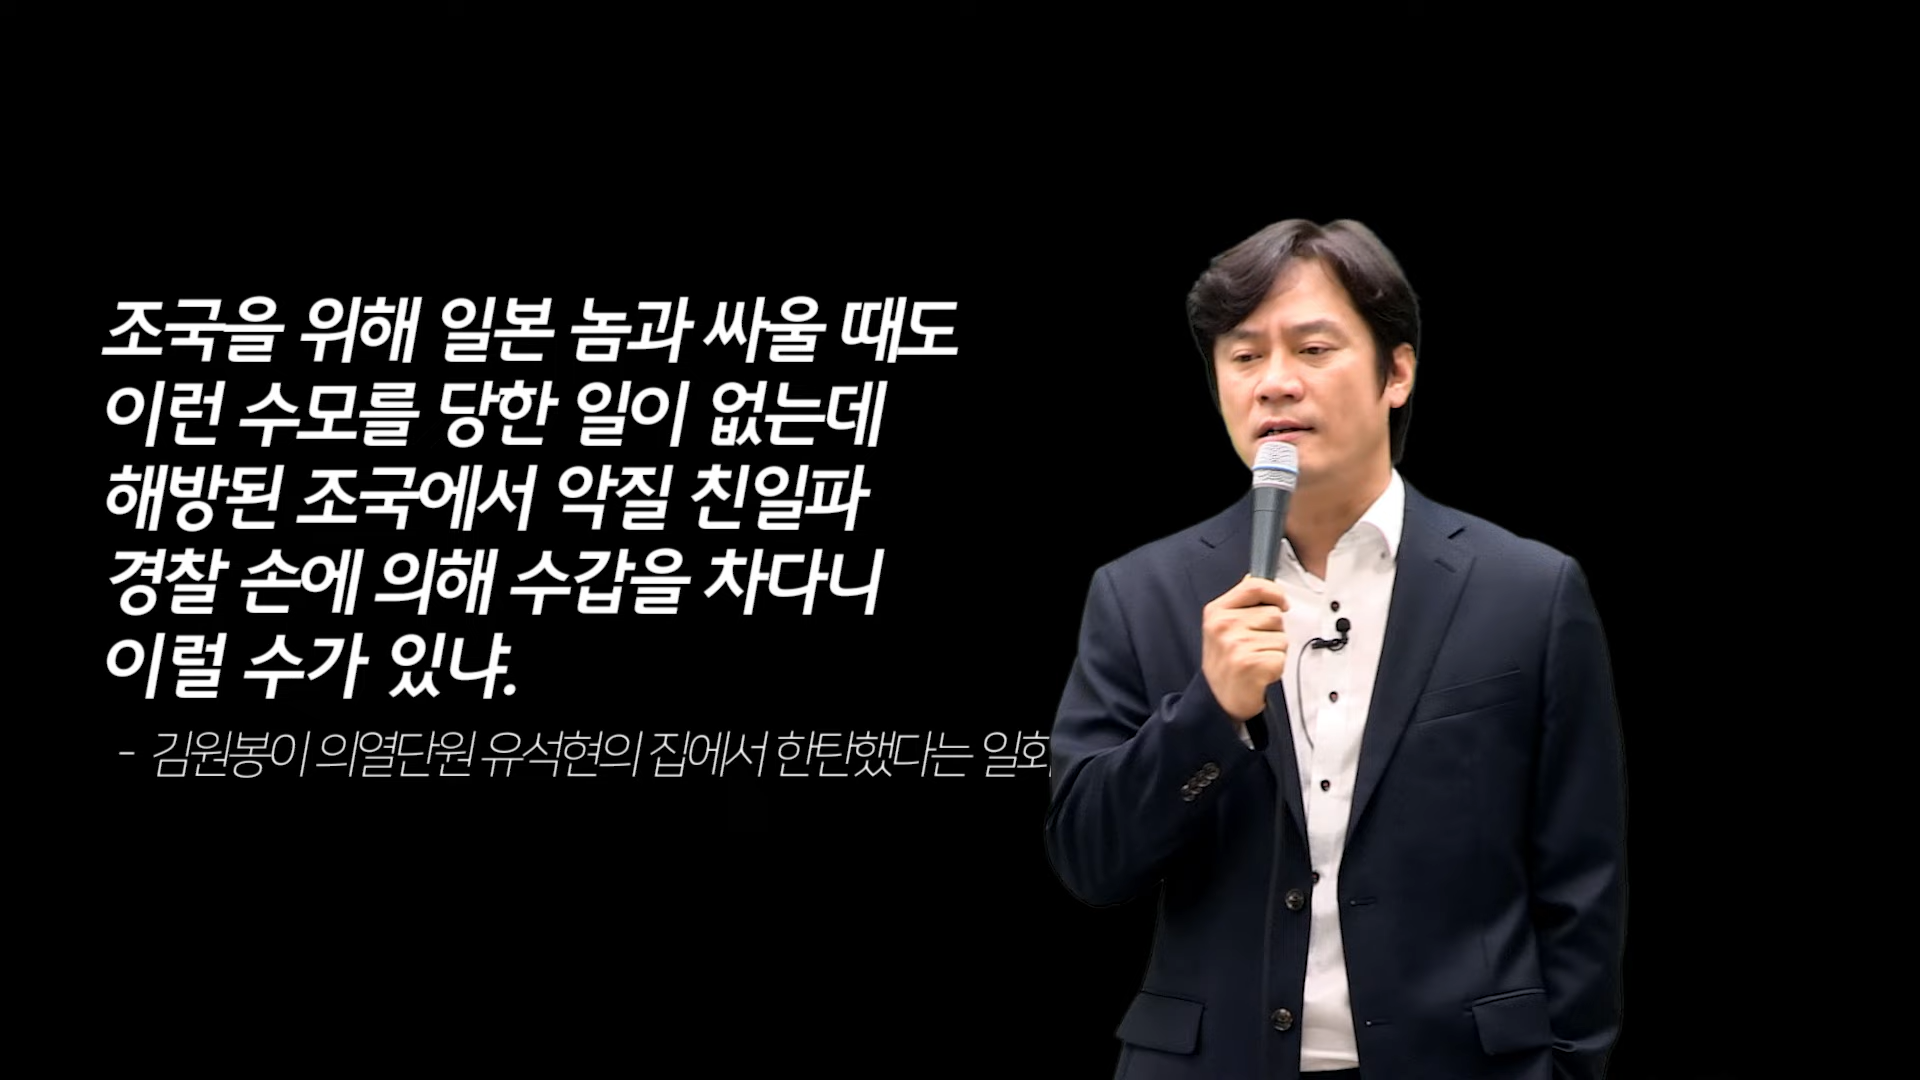 조국을 위해 일본 놈과 싸울 때도
이런 수모를 당한 일이 없는데
해방된 조국에서 악질 친일파
경찰 손에 의해 수갑을 차다니
이럴 수가 있냐.
- 김원봉이 의열단원 유석현의 집에서 한탄했다는